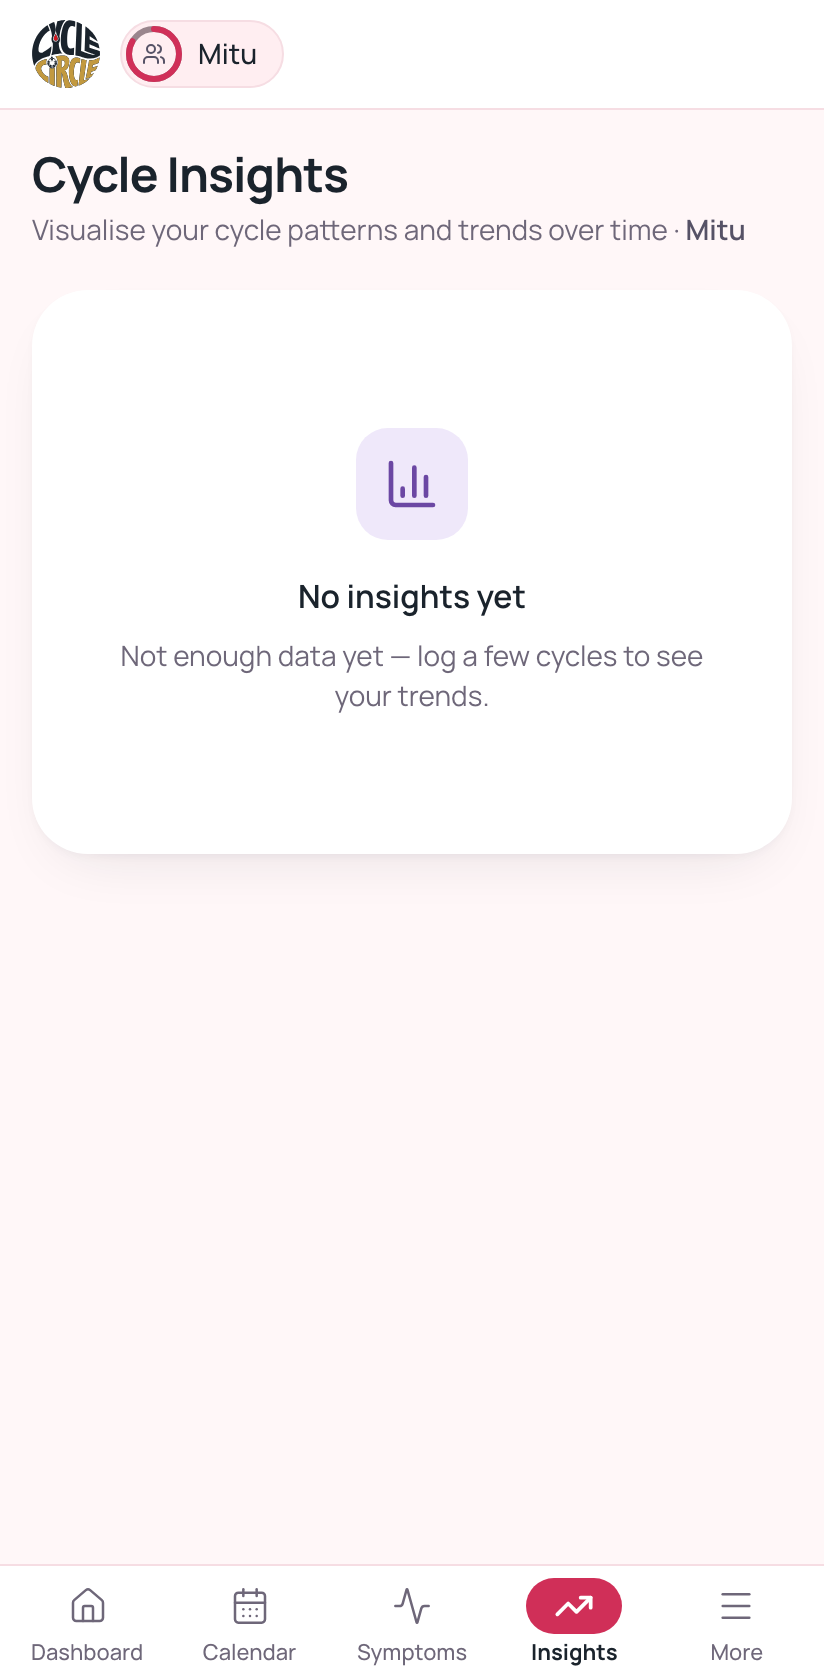 CYCLE
CIRCLE
Mitu
Cycle Insights
Visualise your cycle patterns and trends over time · Mitu
No insights yet
Not enough data yet — log a few cycles to see
your trends.
Dashboard
Calendar
Symptoms
Insights
More